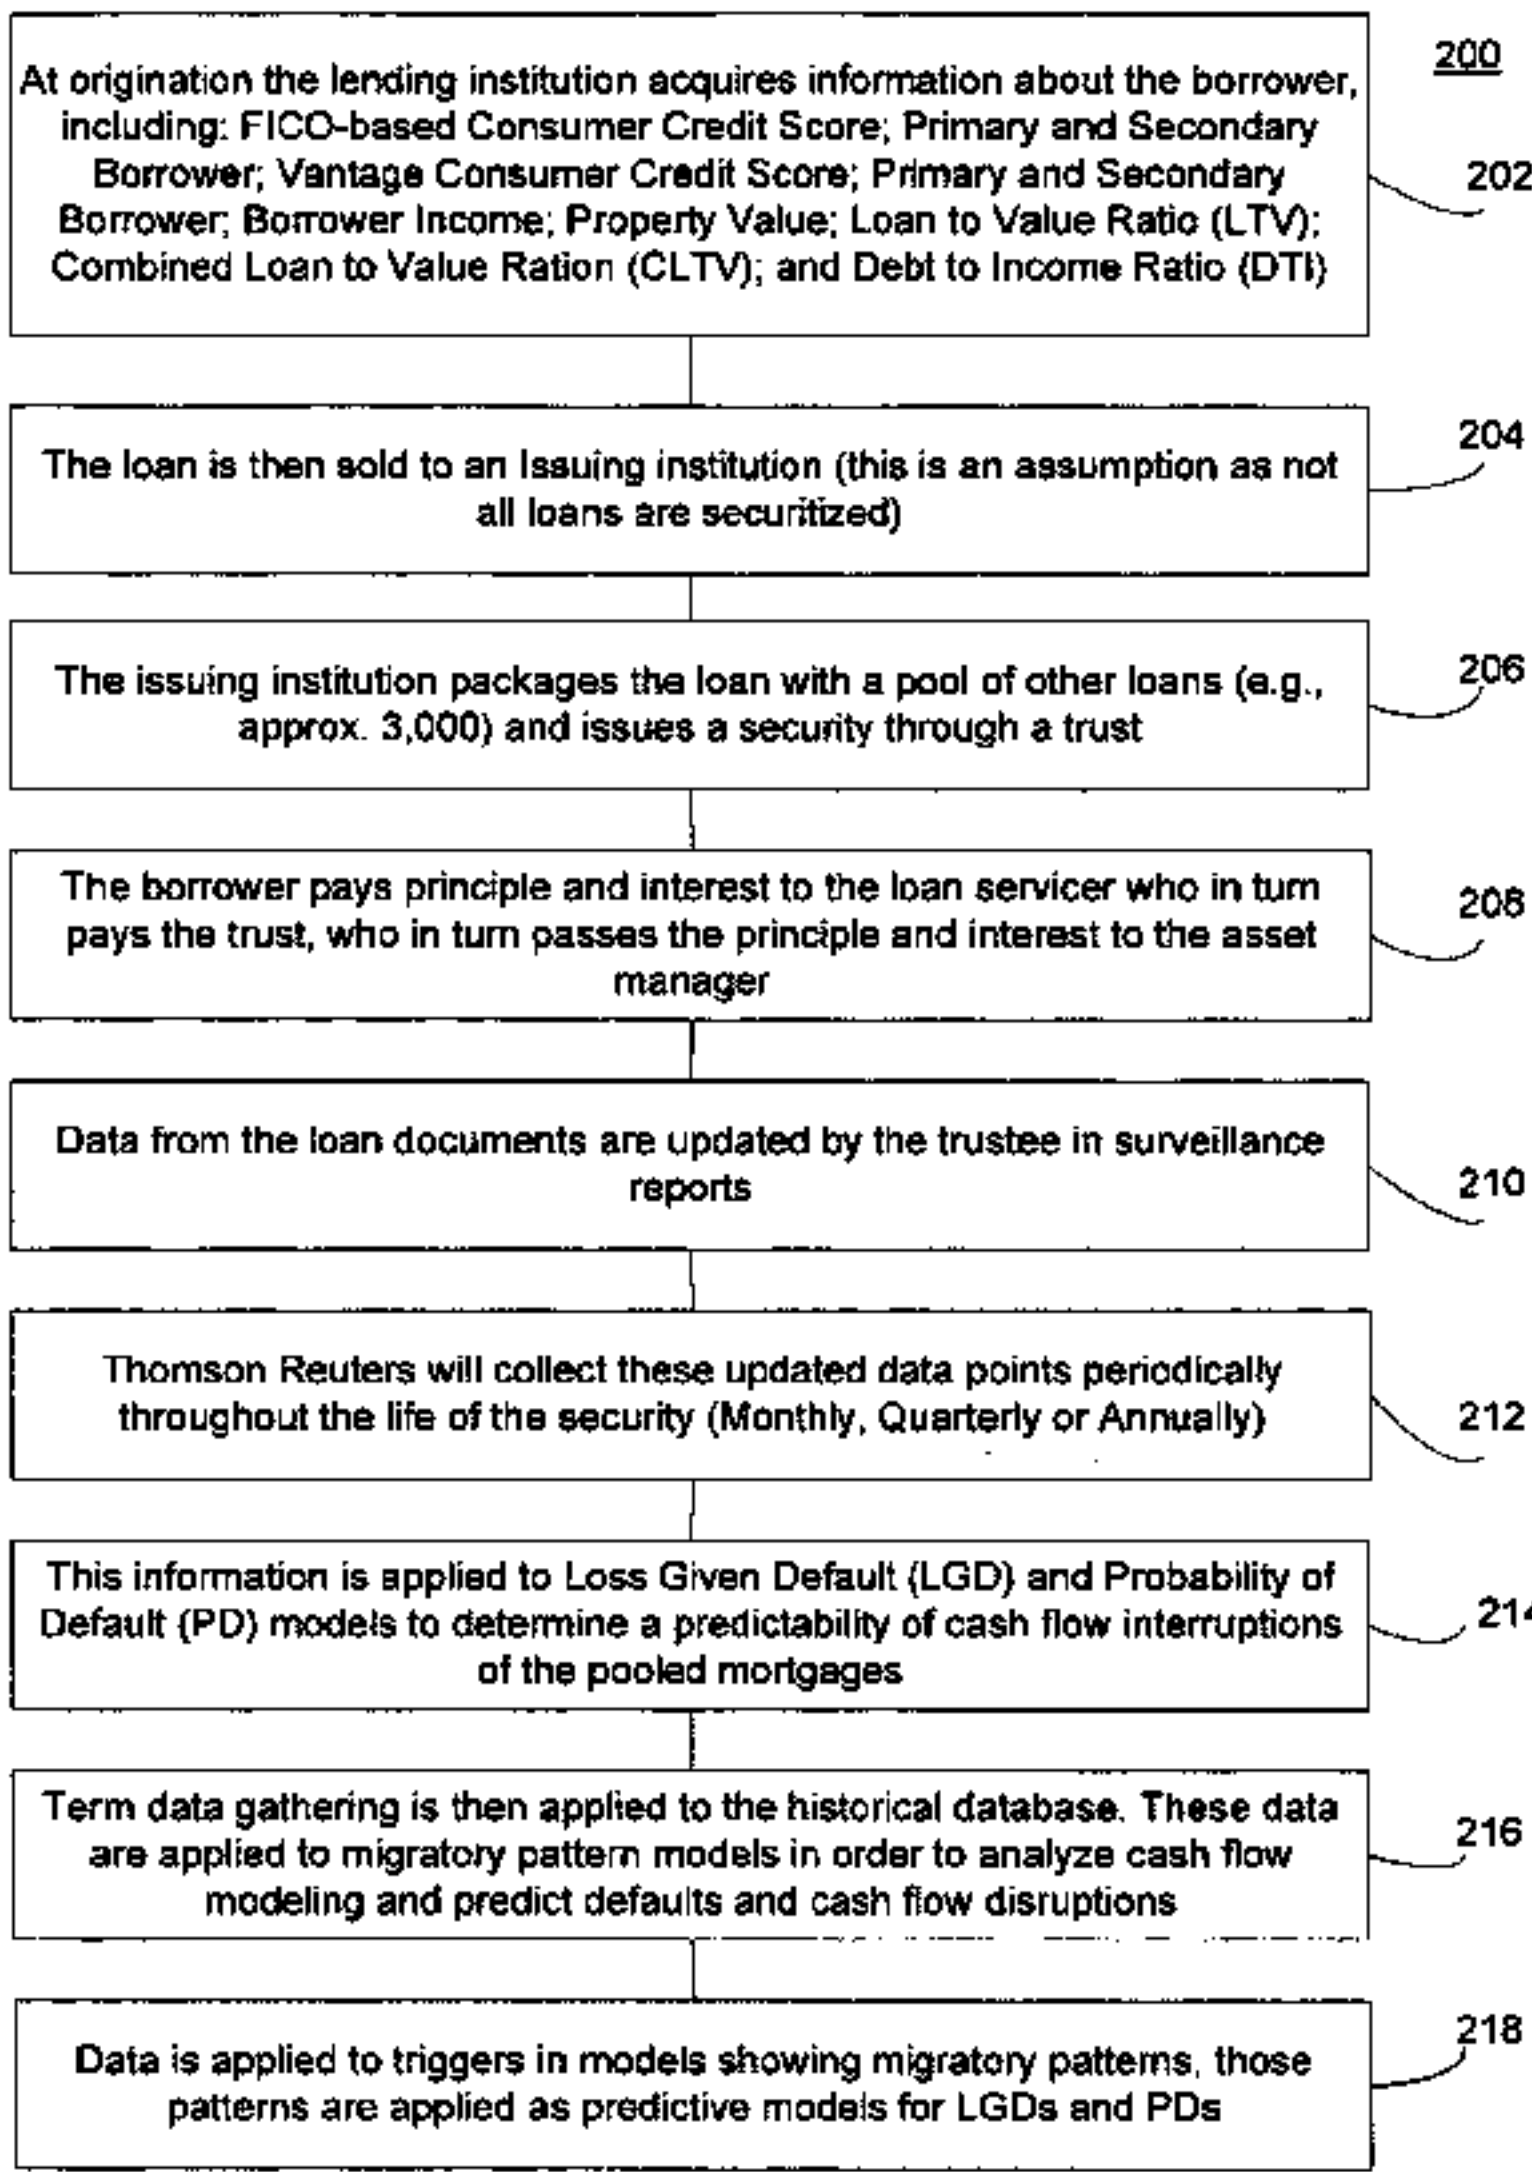 200
At origination the lending institution acquires information about the borrower,
including: FICO-based Consumer Credit Score; Primary and Secondary
Borrower; Vantage Consumer Credit Score; Primary and Secondary
Borrower; Borrower Income; Property Value; Loan to Value Ratio (LTV);
Combined Loan to Value Ration (CLTV); and Debt to Income Ratio (DTI)
202
The loan is then sold to an Issuing institution (this is an assumption as not
all loans are securitized)
204
The issuing institution packages the loan with a pool of other loans (e.g.,
approx. 3,000) and issues a security through a trust
206
The borrower pays principle and interest to the loan servicer who in turn
pays the trust, who in turn passes the principle and interest to the asset
manager
208
Data from the loan documents are updated by the trustee in surveillance
reports
210
Thomson Reuters will collect these updated data points periodically
throughout the life of the security (Monthly, Quarterly or Annually)
212
This information is applied to Loss Given Default (LGD) and Probability of
Default (PD) models to determine a predictability of cash flow interruptions
of the pooled mortgages
214
Term data gathering is then applied to the historical database. These data
are applied to migratory pattern models in order to analyze cash flow
modeling and predict defaults and cash flow disruptions
216
Data is applied to triggers in models showing migratory patterns, those
patterns are applied as predictive models for LGDs and PDs
218